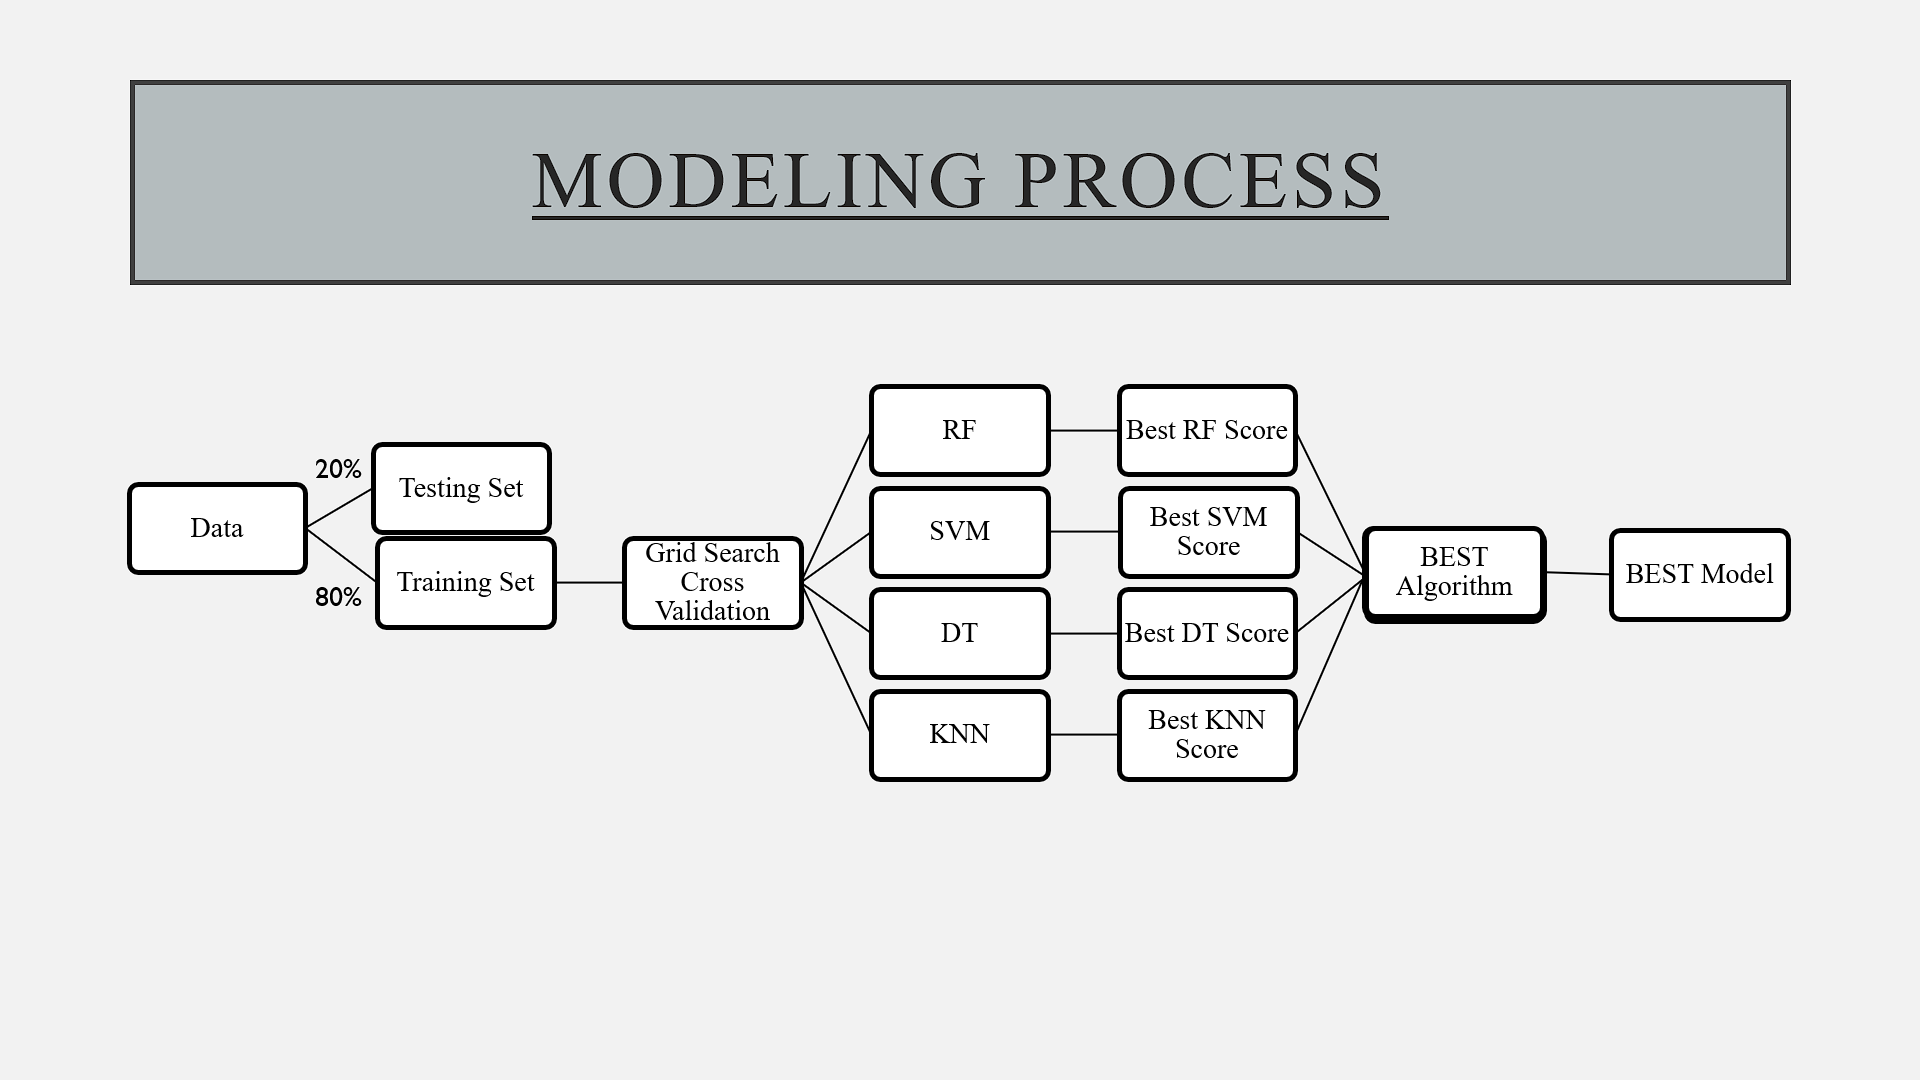 MODELING PROCESS
Data
20%
80%
Testing Set
Training Set
Grid Search
Cross
Validation
RF
SVM
DT
KNN
Best RF Score
Best SVM
Score
Best DT Score
Best KNN
Score
BEST
Algorithm
BEST Model